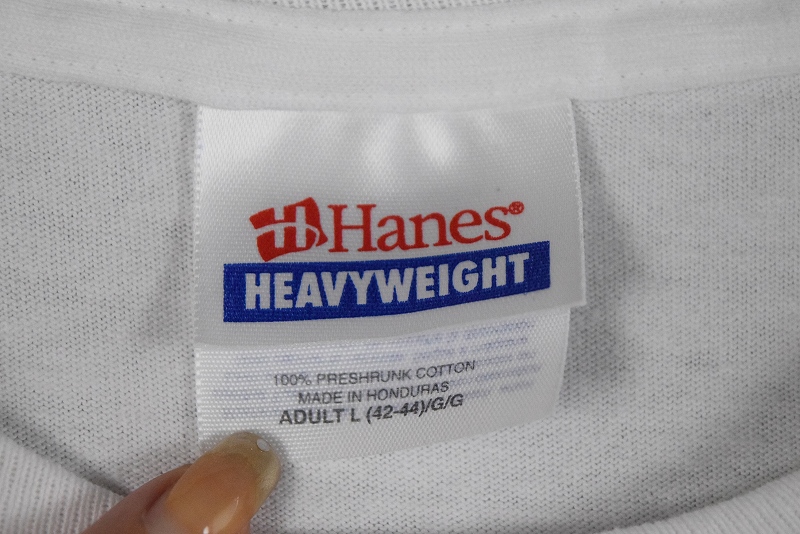 Hanes®
HEAVYWEIGHT
100% PRESHRUNK COTTON
MADE IN HONDURAS
ADULT L (42-44)/G/G